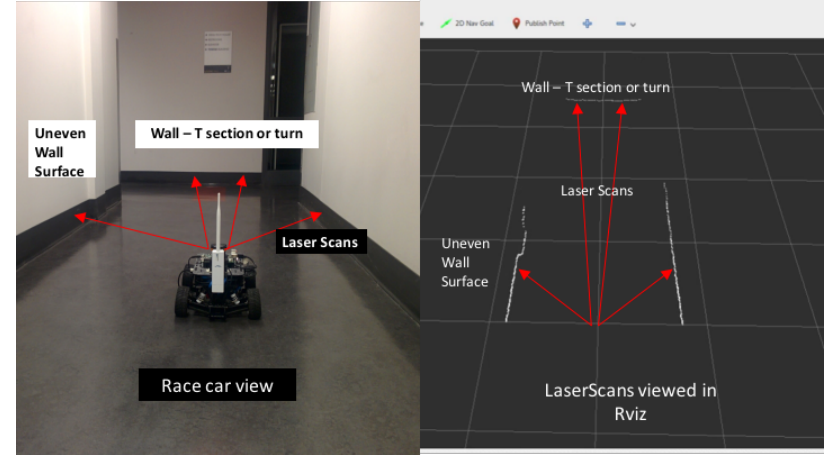 Uneven
Wall
Surface
Wall – T section or turn
Laser Scans
Race car view
2D Nav Goal
Publish Point
Wall – T section or turn
Laser Scans
Uneven
Wall
Surface
LaserScans viewed in
Rviz